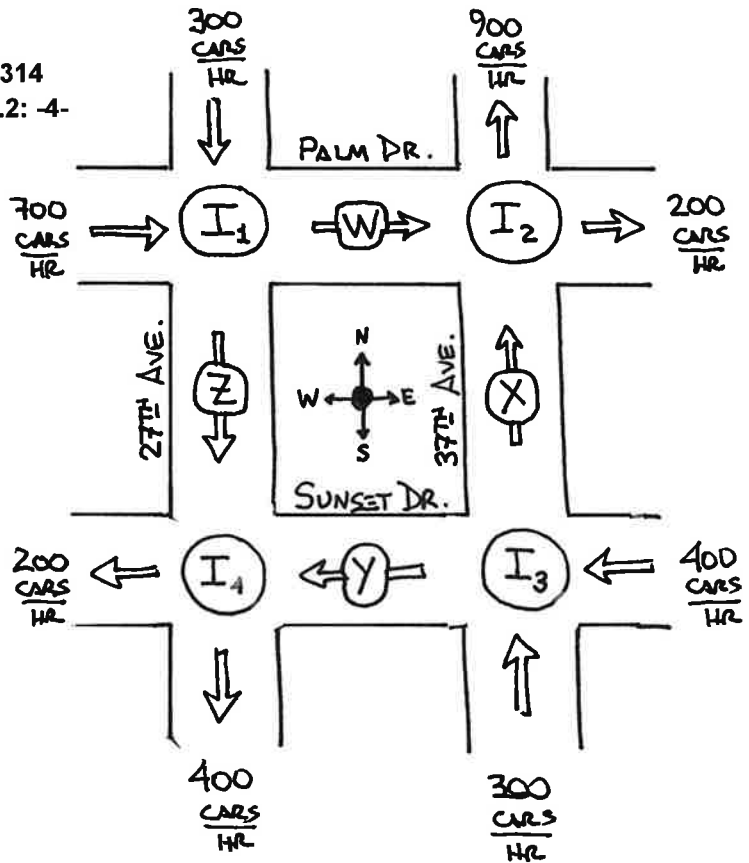 300
CARS
HR
900
CARS
HR
314
.2: -4-
PALM DR.
700
CARS
HR
I1
W
I2
200
CARS
HR
27TH AVE.
Z
N
W
E
S
37TH AVE.
X
SUNSET DR.
200
CARS
HR
I4
Y
I3
400
CARS
HR
400
CARS
HR
300
CARS
HR